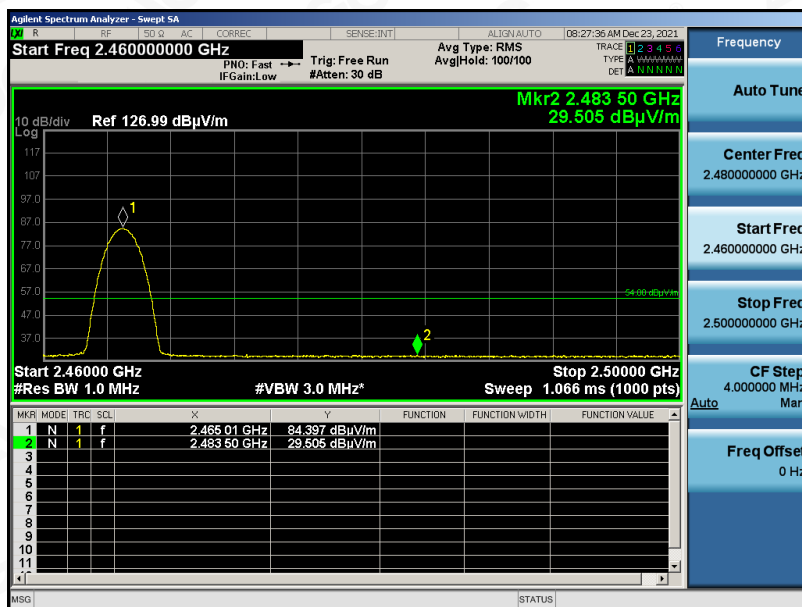 Agilent Spectrum Analyzer - Swept SA
LXI R RF 50 Ω AC CORREC SENSE:INT ALIGN AUTO 08:27:36 AM Dec 23, 2021
Start Freq 2.460000000 GHz
PNO: Fast
IFGain:Low
Trig: Free Run
#Atten: 30 dB
Avg Type: RMS
Avg|Hold: 100/100
TRACE 1 2 3 4 5 6
TYPE A WWWWW
DET A N N N N N
Mkr2 2.483 50 GHz
29.505 dBµV/m
10 dB/div Ref 126.99 dBµV/m
Log
117
107
97.0
87.0
77.0
67.0
57.0
47.0
37.0
1
54.00 dBµV/m
2
Start 2.46000 GHz Stop 2.50000 GHz
#Res BW 1.0 MHz #VBW 3.0 MHz* Sweep 1.066 ms (1000 pts)
MKR MODE TRC SCL X Y FUNCTION FUNCTION WIDTH FUNCTION VALUE
1 N 1 f 2.465 01 GHz 84.397 dBµV/m
2 N 1 f 2.483 50 GHz 29.505 dBµV/m
3
4
5
6
7
8
9
10
11
MSG STATUS
Frequency
Auto Tune
Center Freq
2.480000000 GHz
Start Freq
2.460000000 GHz
Stop Freq
2.500000000 GHz
CF Step
4.000000 MHz
Auto Man
Freq Offset
0 Hz